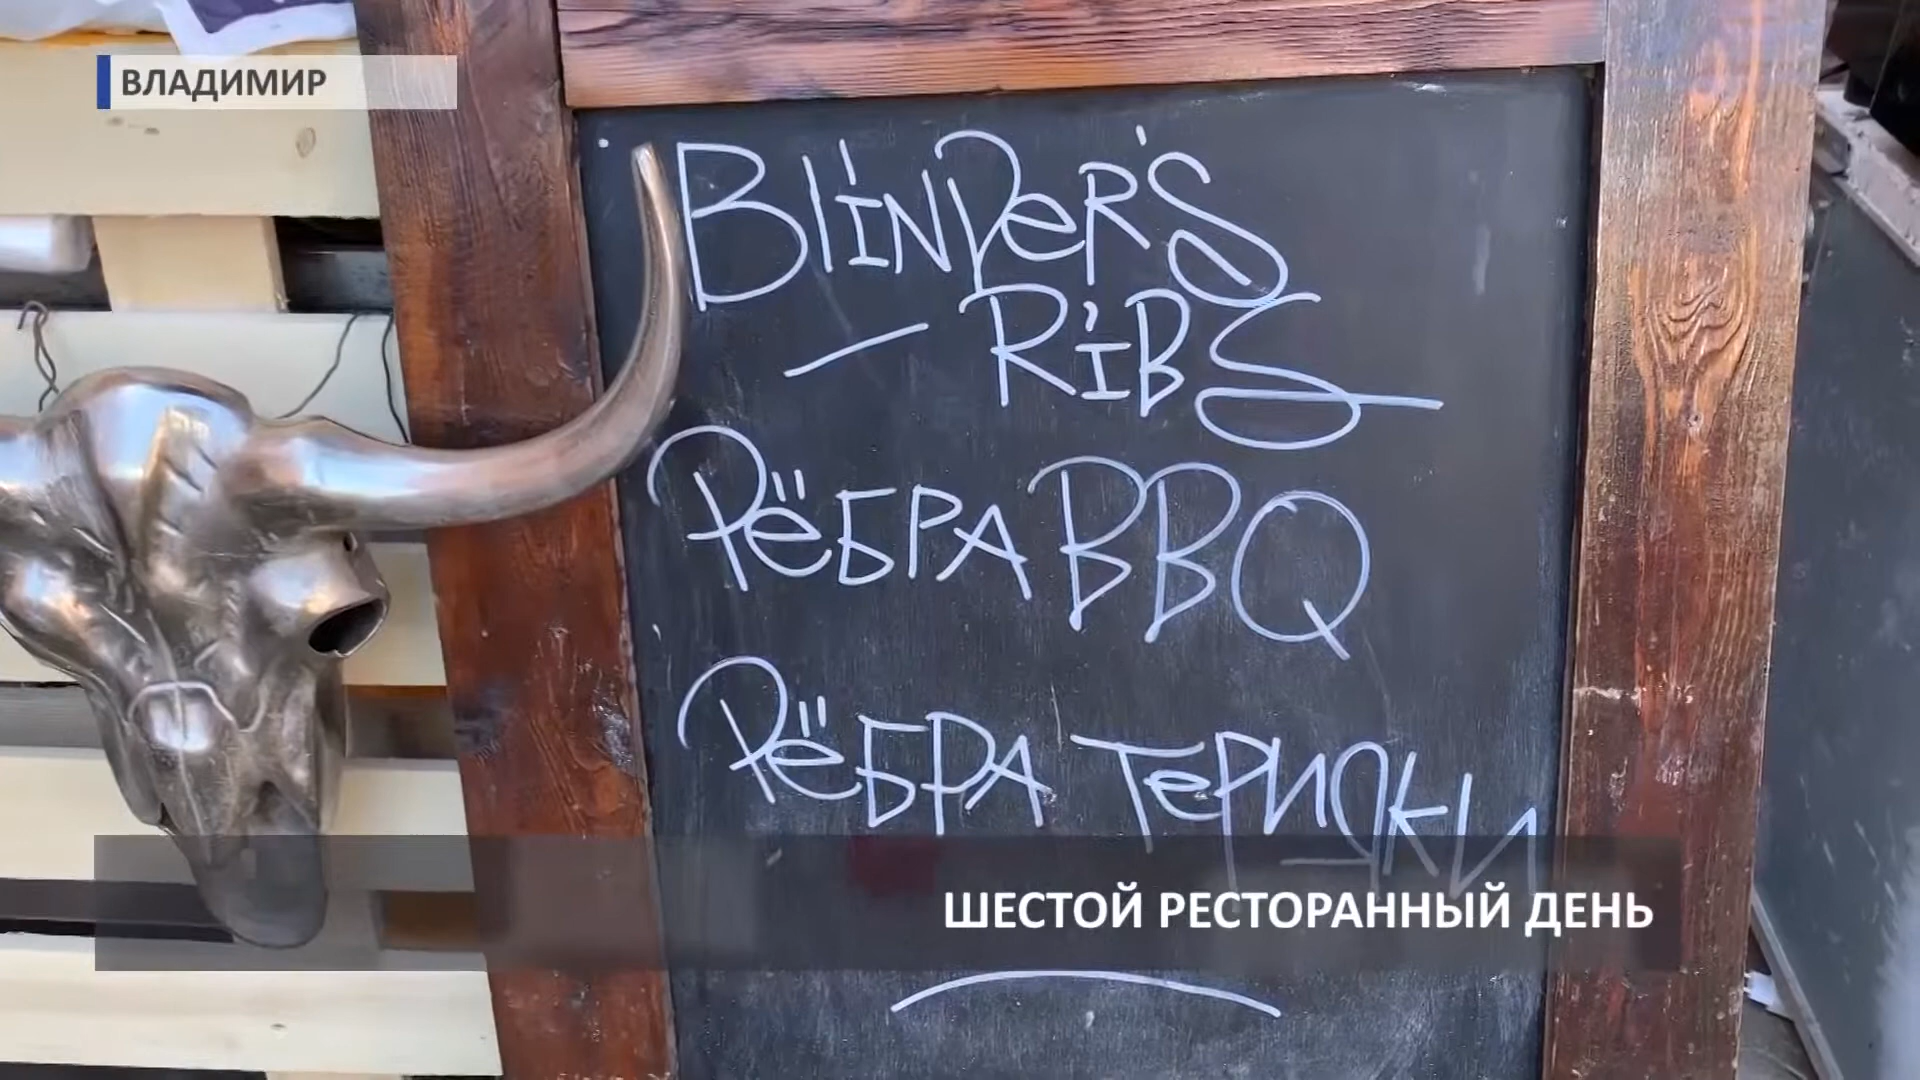 ВЛАДИМИР
BlINDeR'S
RIBS
РЁБРА BBQ
РЁБРА ТЕРИЯКИ
ШЕСТОЙ РЕСТОРАННЫЙ ДЕНЬ